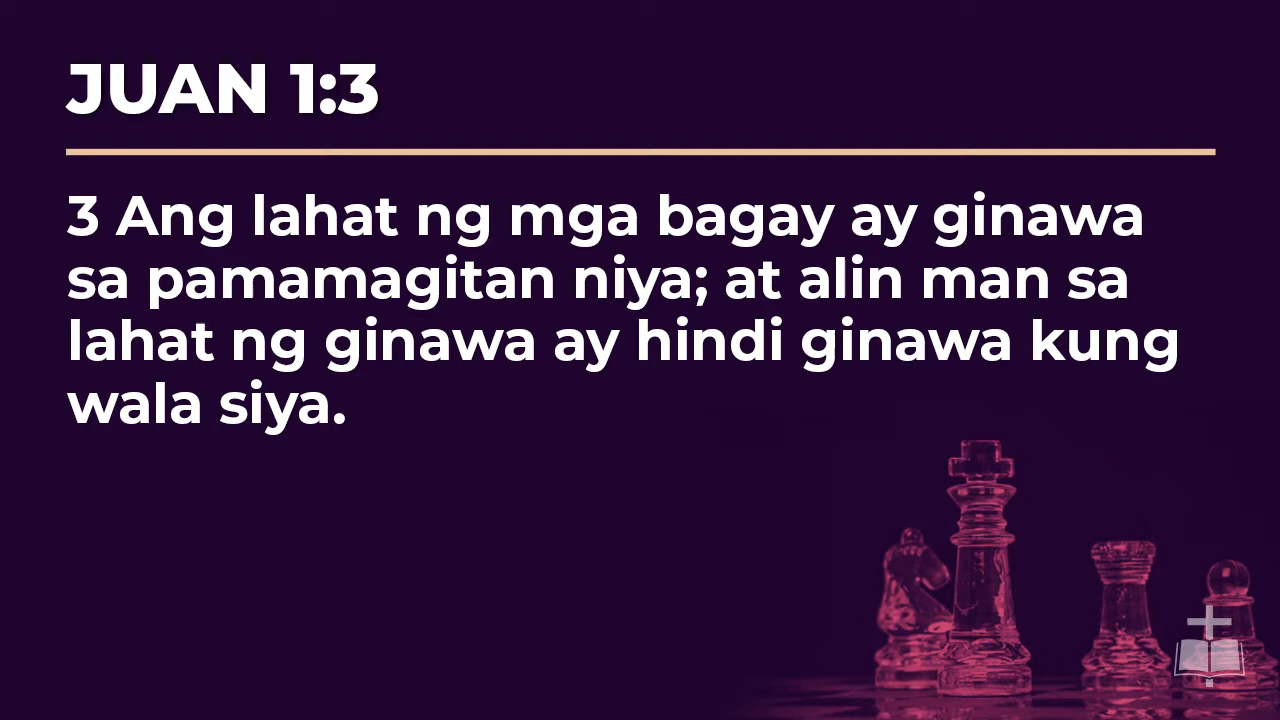 JUAN 1:3
3 Ang lahat ng mga bagay ay ginawa
sa pamamagitan niya; at alin man sa
lahat ng ginawa ay hindi ginawa kung
wala siya.